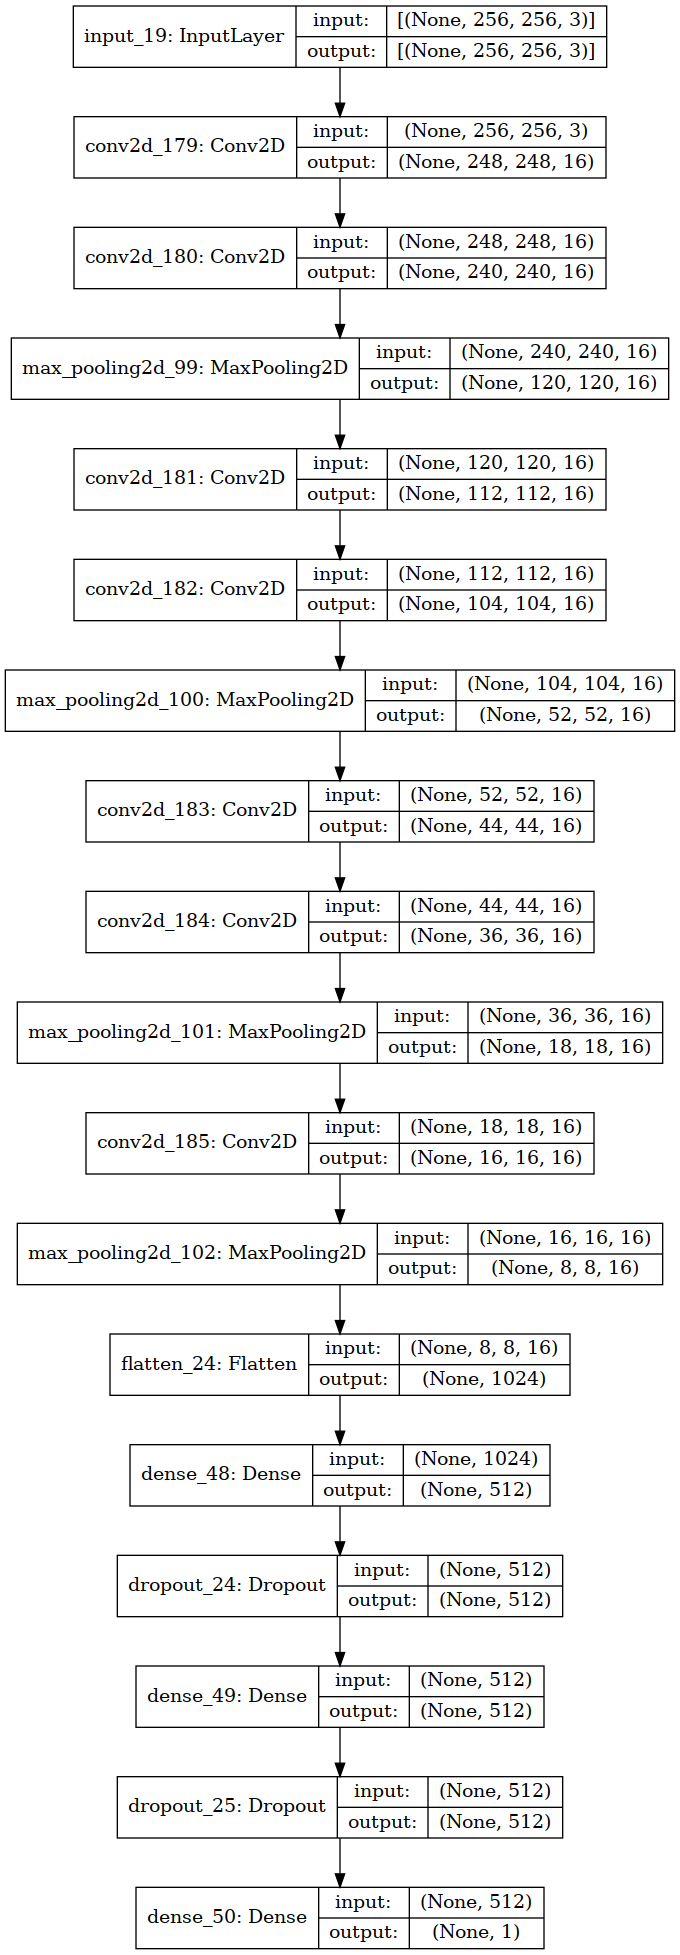 input_19: InputLayer
input:
[(None, 256, 256, 3)]
output:
[(None, 256, 256, 3)]
conv2d_179: Conv2D
input:
(None, 256, 256, 3)
output:
(None, 248, 248, 16)
conv2d_180: Conv2D
input:
(None, 248, 248, 16)
output:
(None, 240, 240, 16)
max_pooling2d_99: MaxPooling2D
input:
(None, 240, 240, 16)
output:
(None, 120, 120, 16)
conv2d_181: Conv2D
input:
(None, 120, 120, 16)
output:
(None, 112, 112, 16)
conv2d_182: Conv2D
input:
(None, 112, 112, 16)
output:
(None, 104, 104, 16)
max_pooling2d_100: MaxPooling2D
input:
(None, 104, 104, 16)
output:
(None, 52, 52, 16)
conv2d_183: Conv2D
input:
(None, 52, 52, 16)
output:
(None, 44, 44, 16)
conv2d_184: Conv2D
input:
(None, 44, 44, 16)
output:
(None, 36, 36, 16)
max_pooling2d_101: MaxPooling2D
input:
(None, 36, 36, 16)
output:
(None, 18, 18, 16)
conv2d_185: Conv2D
input:
(None, 18, 18, 16)
output:
(None, 16, 16, 16)
max_pooling2d_102: MaxPooling2D
input:
(None, 16, 16, 16)
output:
(None, 8, 8, 16)
flatten_24: Flatten
input:
(None, 8, 8, 16)
output:
(None, 1024)
dense_48: Dense
input:
(None, 1024)
output:
(None, 512)
dropout_24: Dropout
input:
(None, 512)
output:
(None, 512)
dense_49: Dense
input:
(None, 512)
output:
(None, 512)
dropout_25: Dropout
input:
(None, 512)
output:
(None, 512)
dense_50: Dense
input:
(None, 512)
output:
(None, 1)